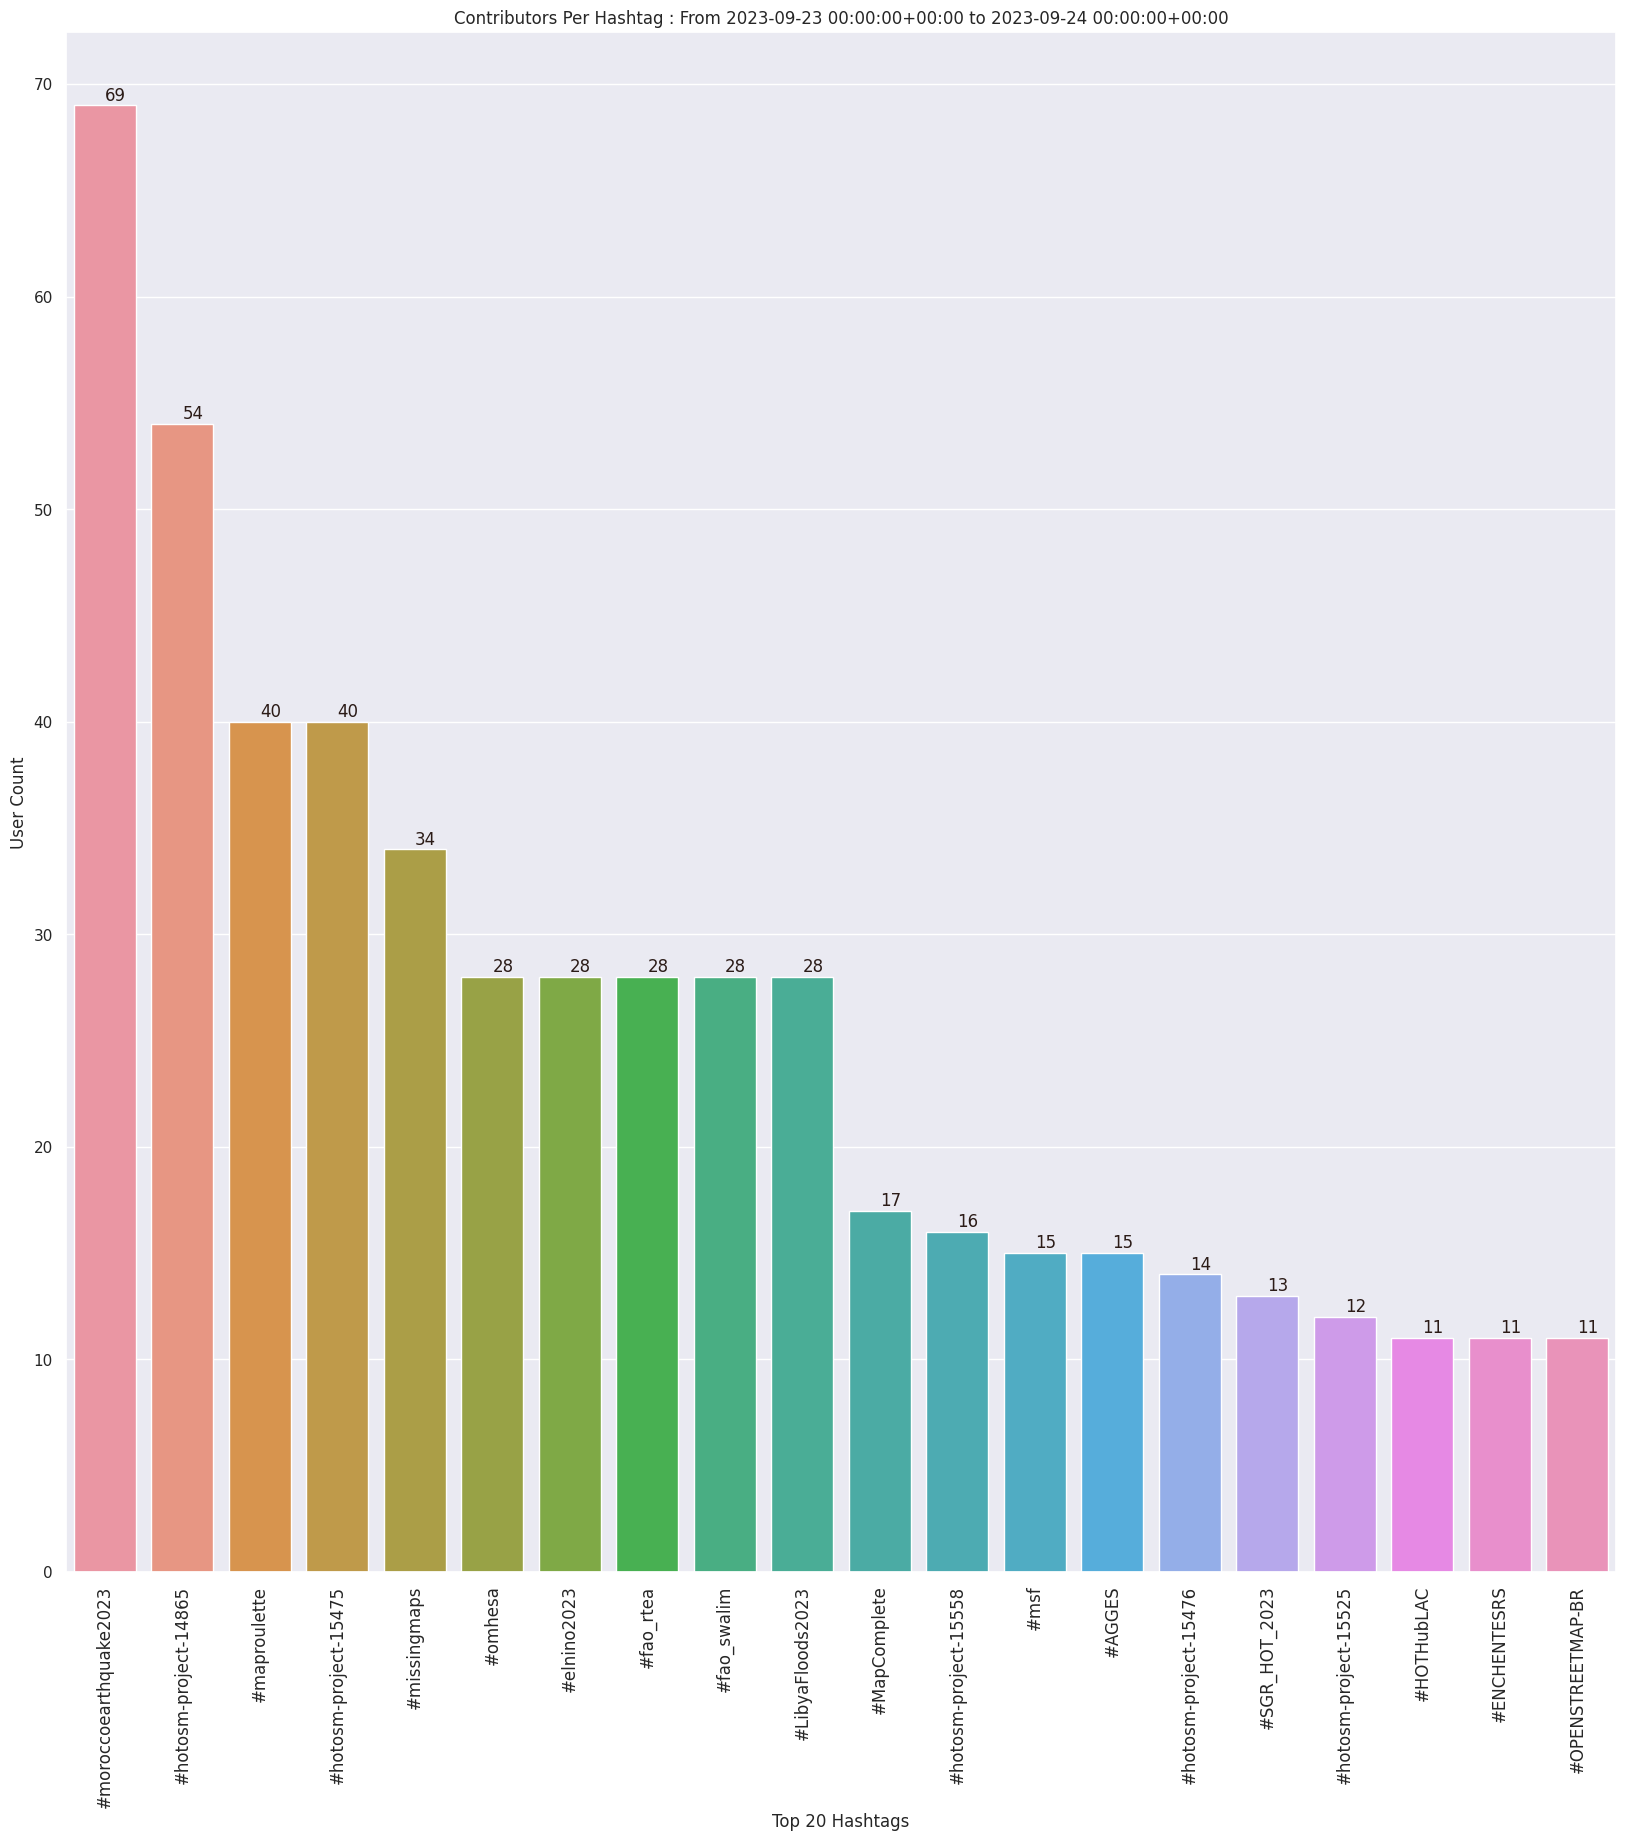 Contributors Per Hashtag : From 2023-09-23 00:00:00+00:00 to 2023-09-24 00:00:00+00:00
70
60
50
40
30
20
10
0
User Count
69
54
40
40
34
28
28
28
28
28
17
16
15
15
14
13
12
11
11
11
#moroccoearthquake2023
#hotosm-project-14865
#maproulette
#hotosm-project-15475
#missingmaps
#omhesa
#elnino2023
#fao_rtea
#fao_swalim
#LibyaFloods2023
#MapComplete
#hotosm-project-15558
#msf
#AGGES
#hotosm-project-15476
#SGR_HOT_2023
#hotosm-project-15525
#HOTHubLAC
#ENCHENTESRS
#OPENSTREETMAP-BR
Top 20 Hashtags